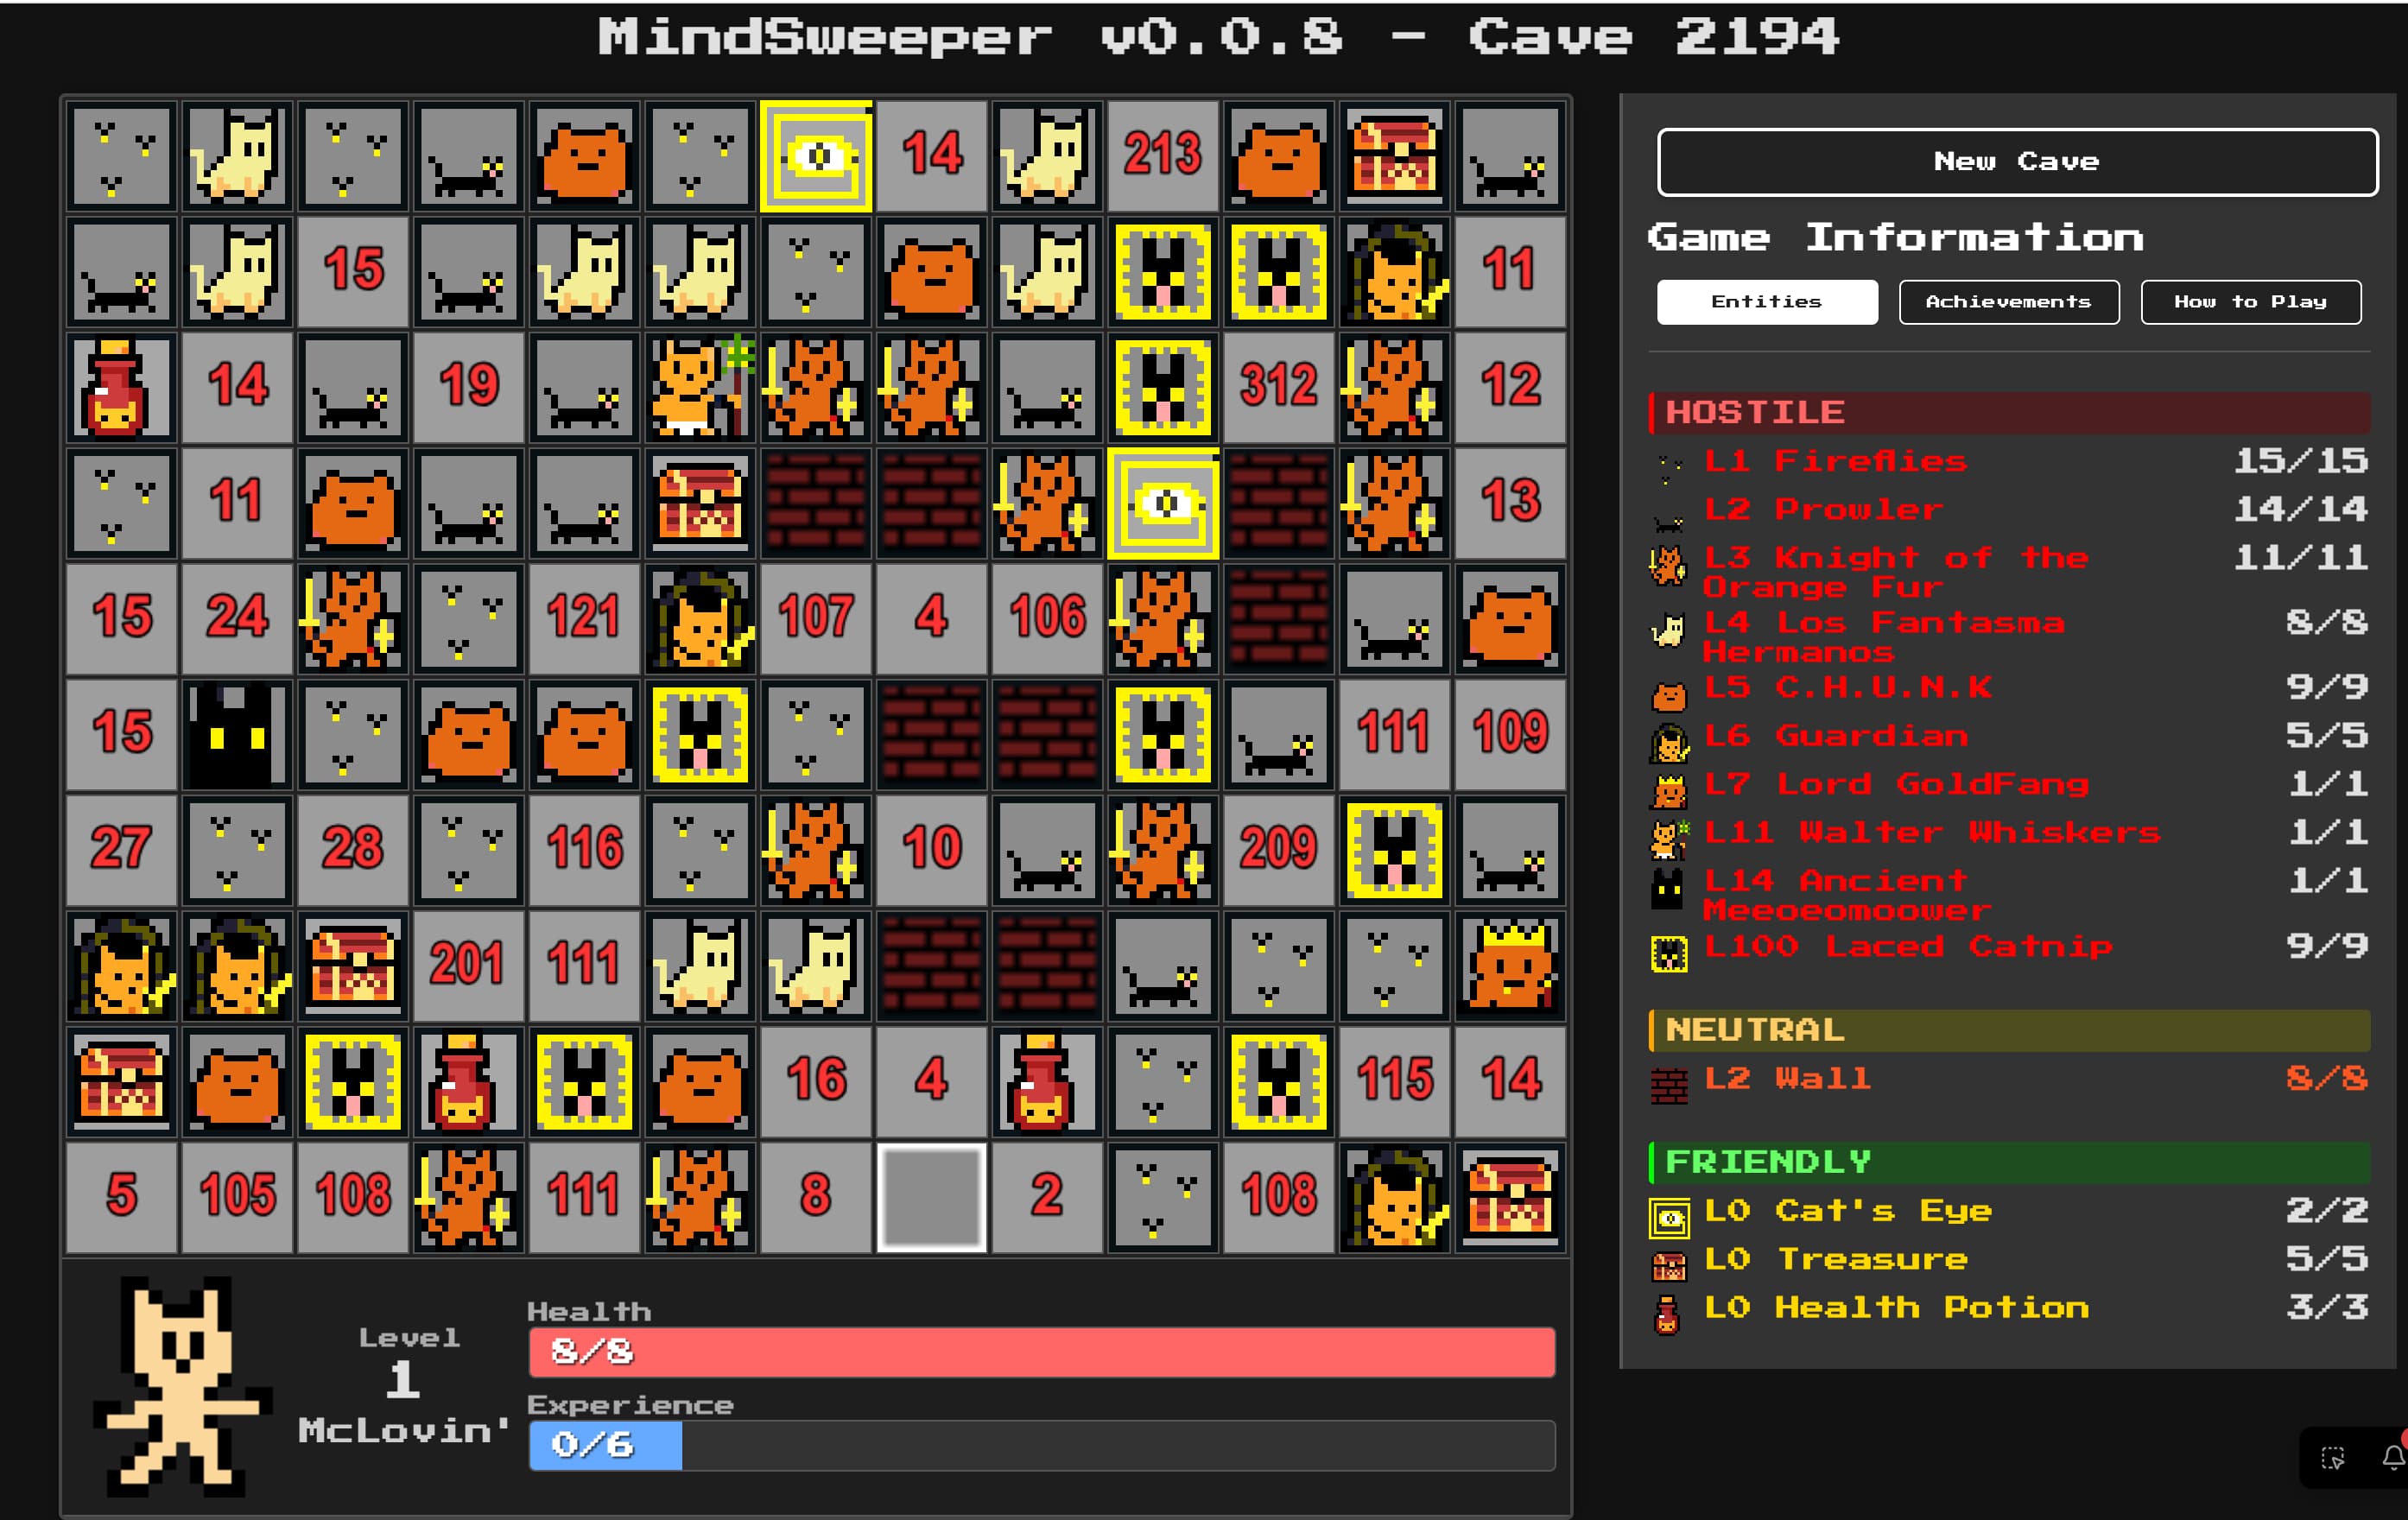 MindSweeper v0.0.8 - Cave 2194
14 213
15 11
14 19 312 12
11 13
15 24 121 107 4 106
15 111 109
27 28 116 10 209
201 111
16 4 115 14
5 105 108 111 8 2 108
Level
1
McLovin'
Health
8/8
Experience
0/6
New Cave
Game Information
Entities Achievements How to Play
HOSTILE
L1 Fireflies 15/15
L2 Prowler 14/14
L3 Knight of the 11/11
Orange Fur
L4 Los Fantasma 8/8
Hermanos
L5 C.H.U.N.K 9/9
L6 Guardian 5/5
L7 Lord GoldFang 1/1
L11 Walter Whiskers 1/1
L14 Ancient 1/1
Meeoeomoower
L100 Laced Catnip 9/9
NEUTRAL
L2 Wall 8/8
FRIENDLY
L0 Cat's Eye 2/2
L0 Treasure 5/5
L0 Health Potion 3/3